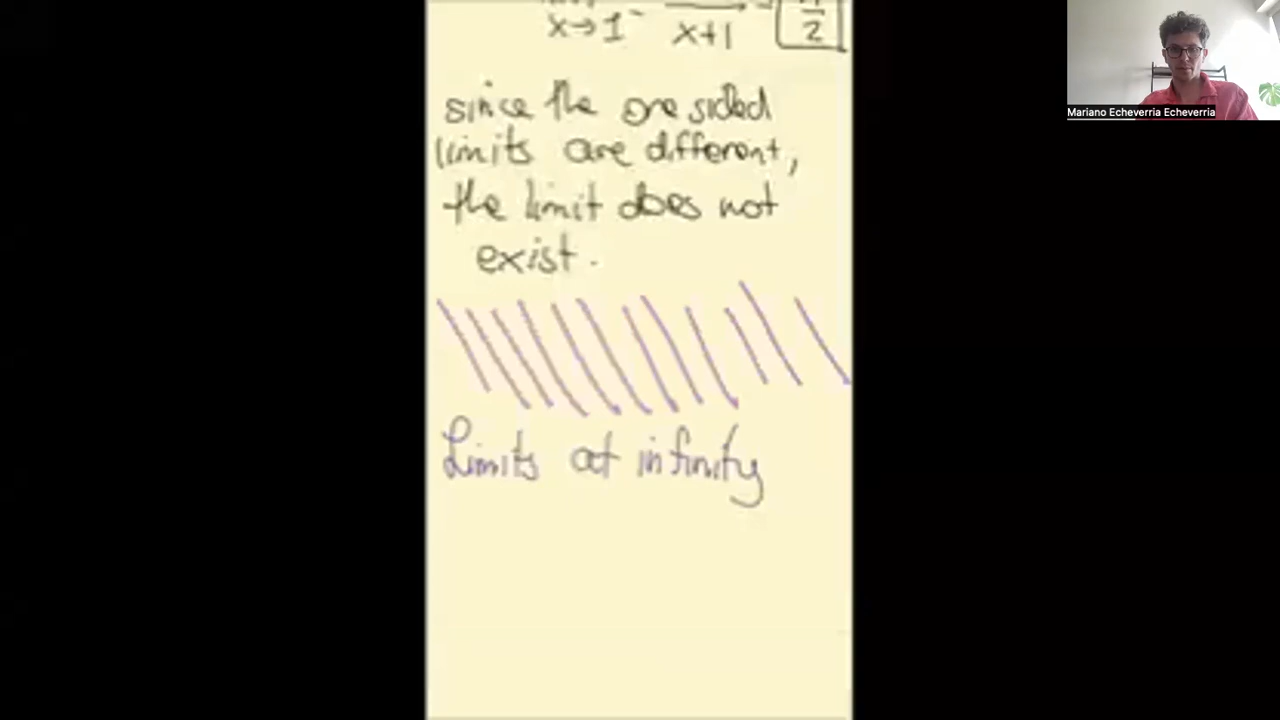 x→1⁻ x+1 2
Mariano Echeverria Echeverria
since the one sided
limits are different,
the limit does not
exist.
Limits at infinity